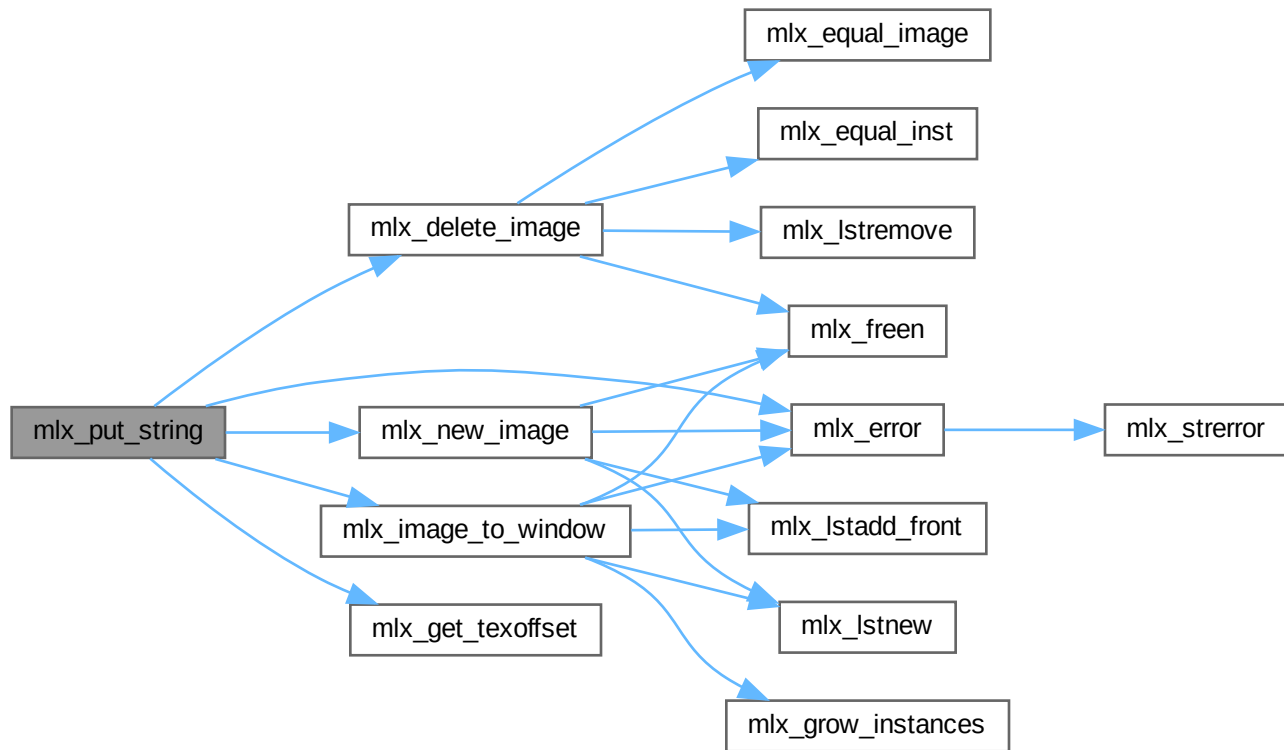 mlx_equal_image
mlx_equal_inst
mlx_delete_image
mlx_lstremove
mlx_freen
mlx_put_string
mlx_new_image
mlx_error
mlx_strerror
mlx_image_to_window
mlx_lstadd_front
mlx_get_texoffset
mlx_lstnew
mlx_grow_instances